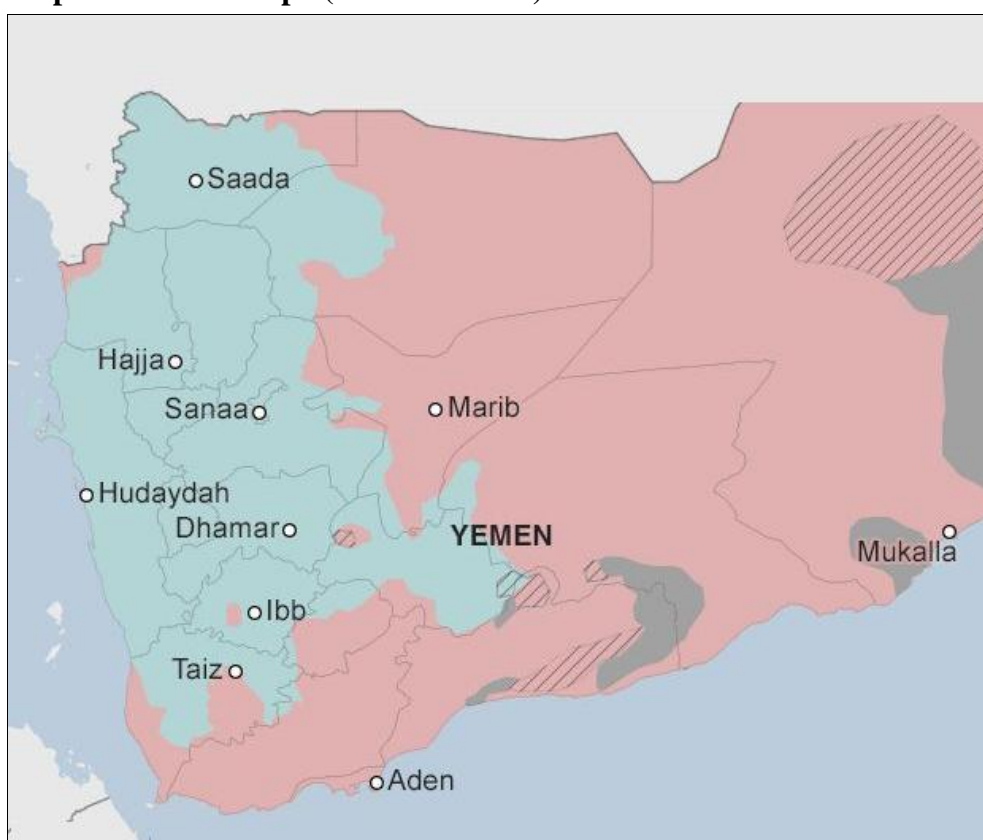 Saada
Hajja
Sanaa
Marib
Hudaydah
Dhamar
YEMEN
Mukalla
Ibb
Taiz
Aden